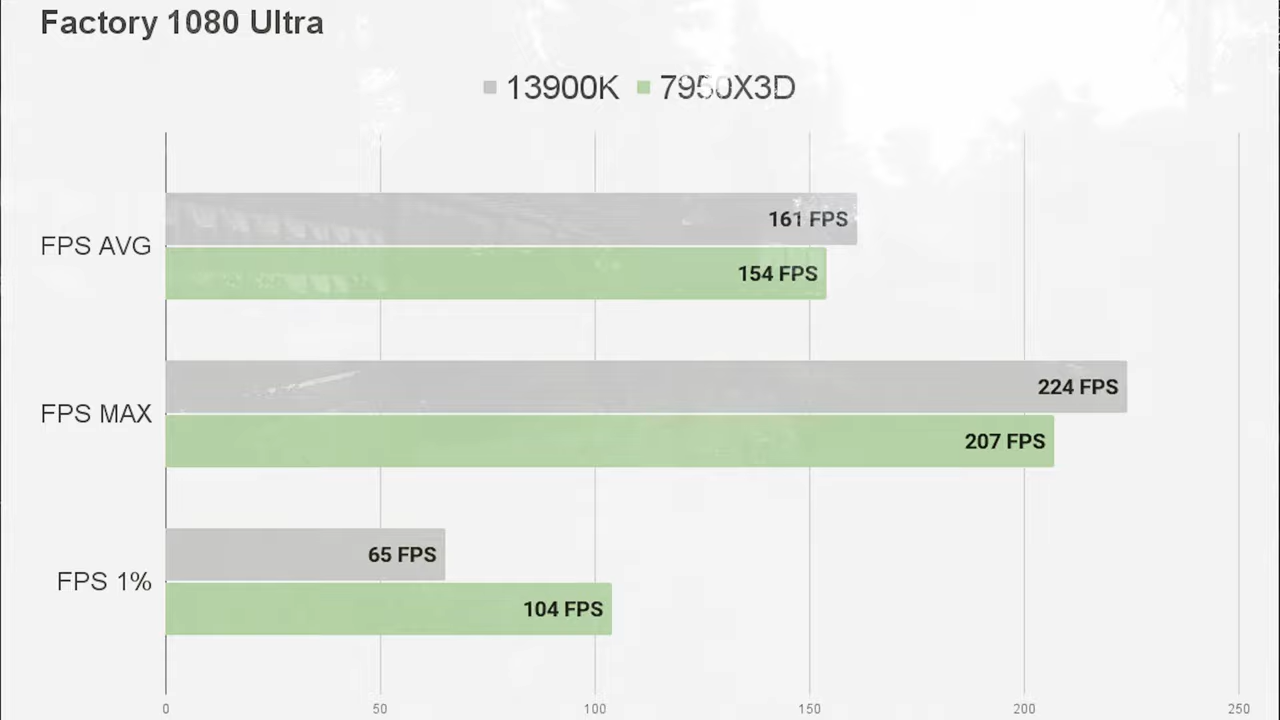 Factory 1080 Ultra
13900K 7950X3D
FPS AVG
161 FPS
154 FPS
FPS MAX
224 FPS
207 FPS
FPS 1%
65 FPS
104 FPS
0 50 100 150 200 250